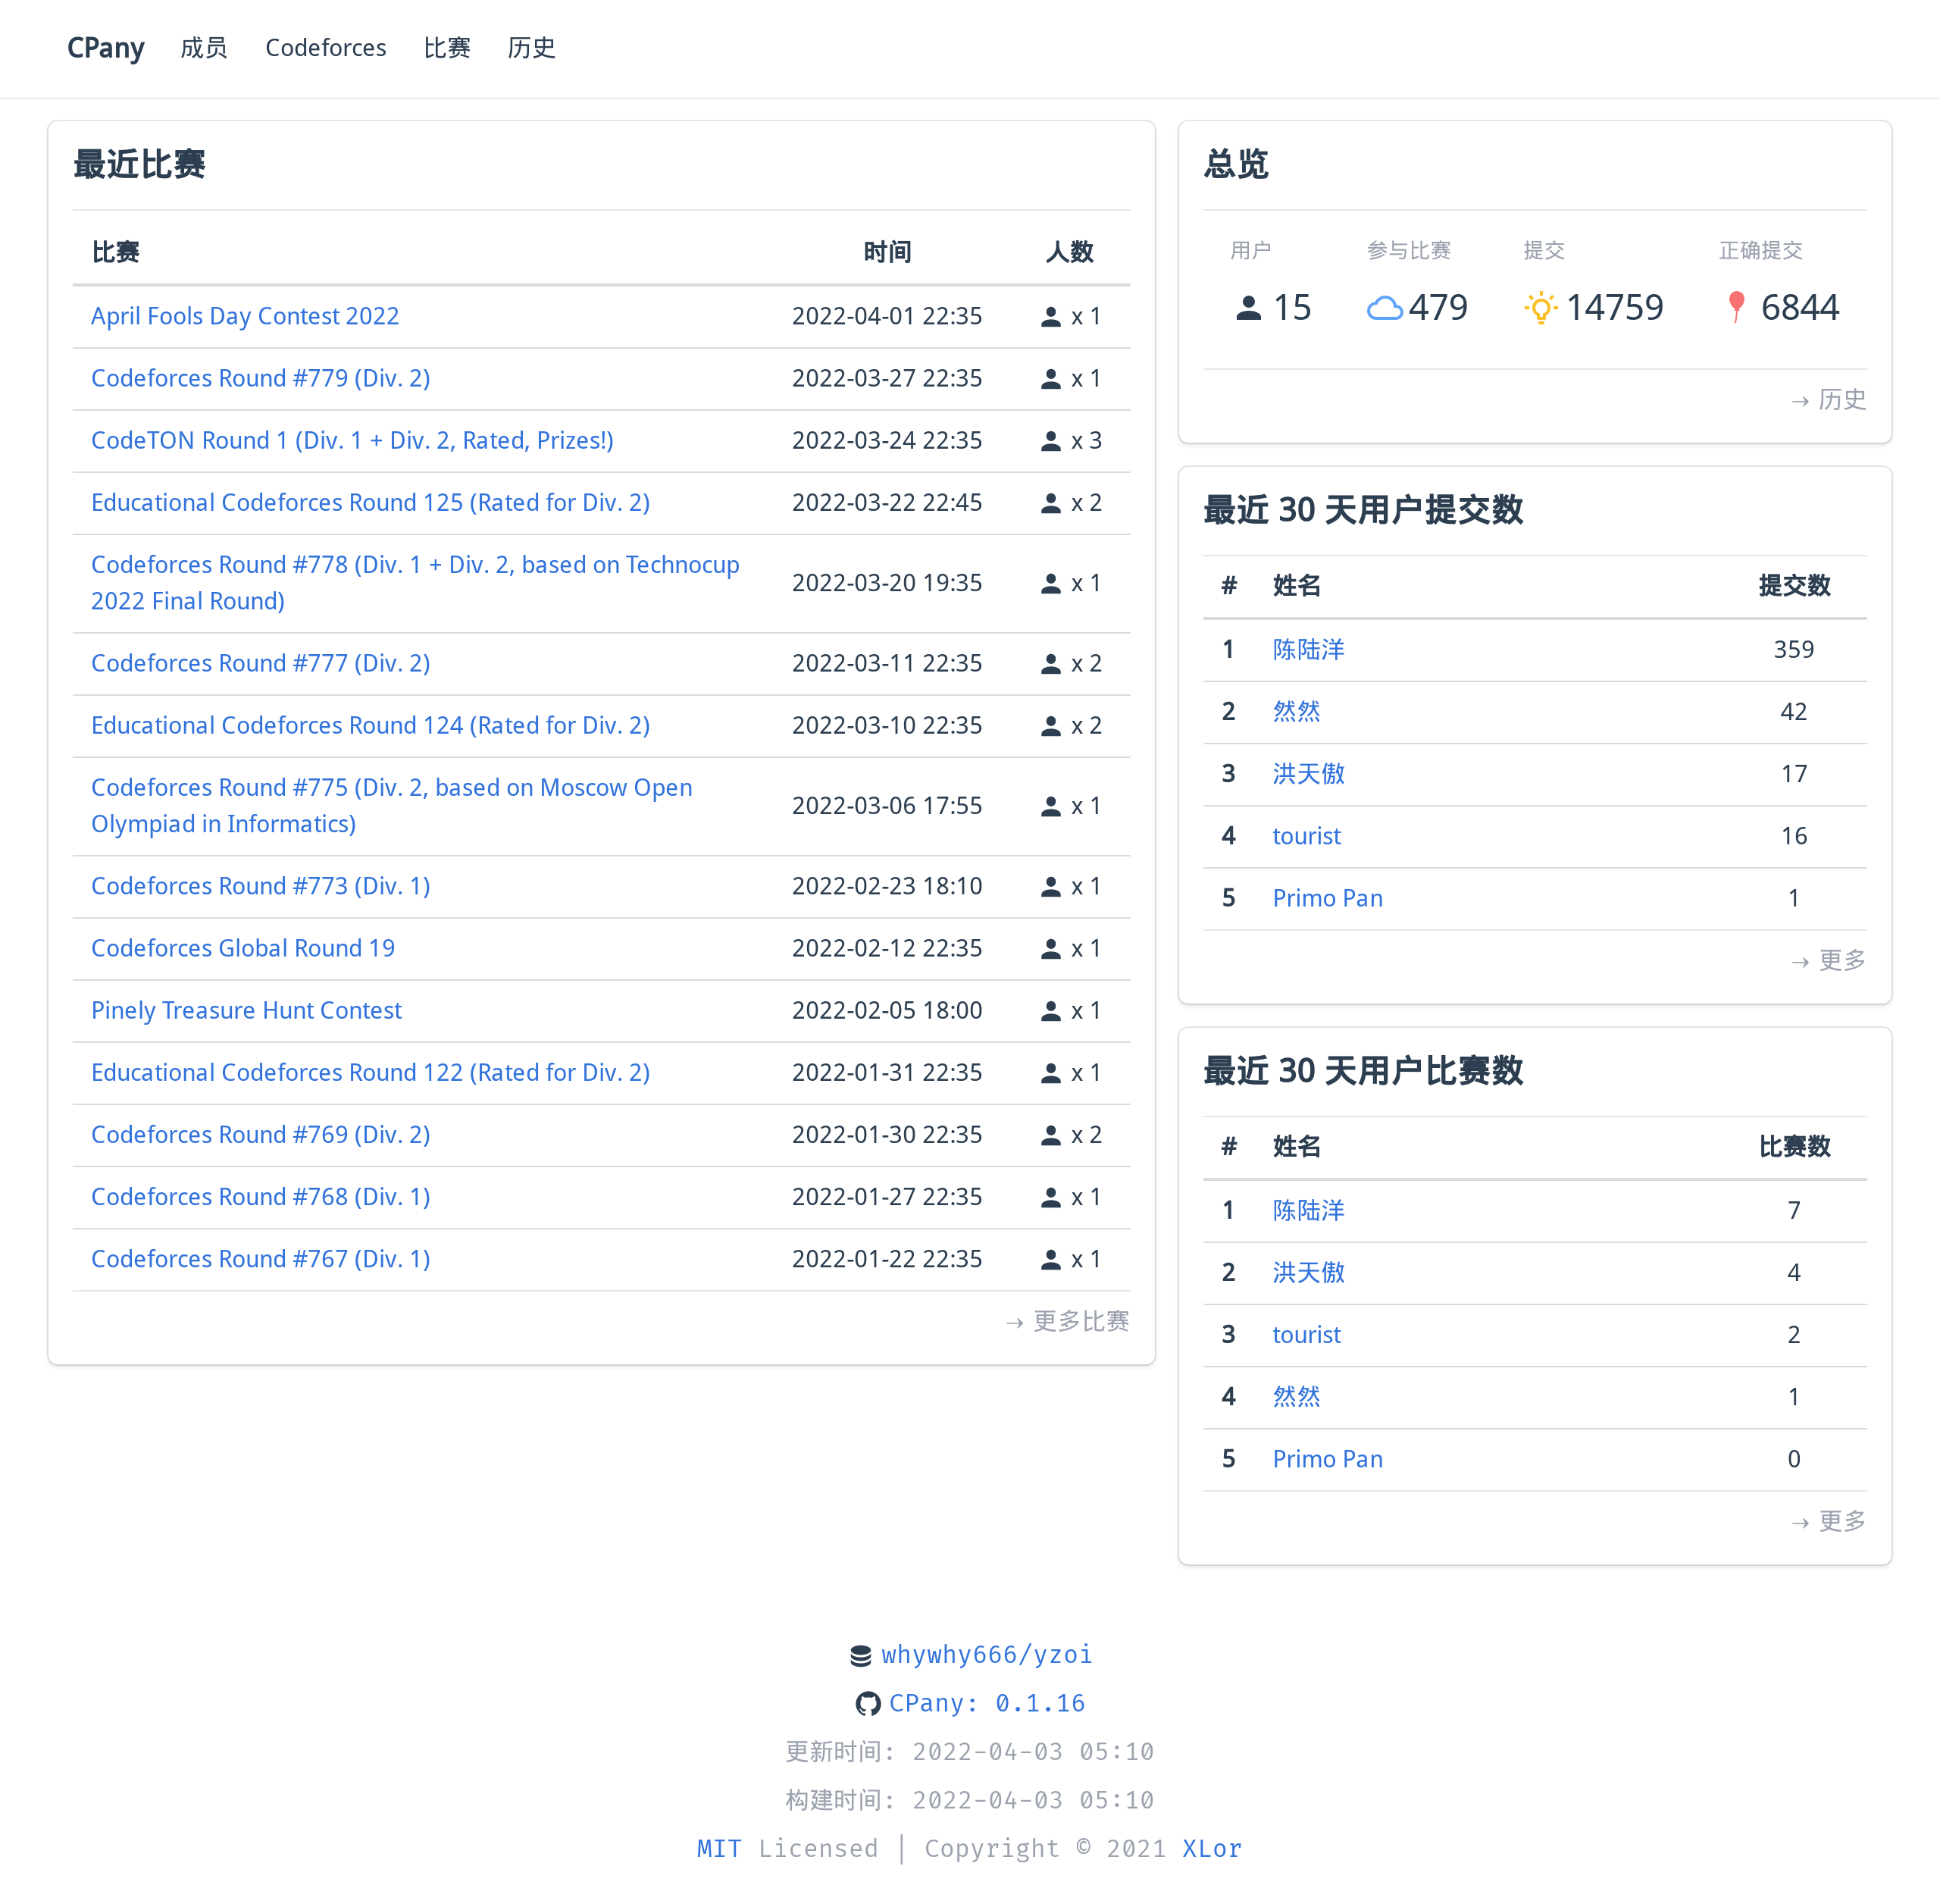 CPany 成员 Codeforces 比赛 历史
最近比赛
比赛 时间 人数
April Fools Day Contest 2022 2022-04-01 22:35 x 1
Codeforces Round #779 (Div. 2) 2022-03-27 22:35 x 1
CodeTON Round 1 (Div. 1 + Div. 2, Rated, Prizes!) 2022-03-24 22:35 x 3
Educational Codeforces Round 125 (Rated for Div. 2) 2022-03-22 22:45 x 2
Codeforces Round #778 (Div. 1 + Div. 2, based on Technocup
2022 Final Round) 2022-03-20 19:35 x 1
Codeforces Round #777 (Div. 2) 2022-03-11 22:35 x 2
Educational Codeforces Round 124 (Rated for Div. 2) 2022-03-10 22:35 x 2
Codeforces Round #775 (Div. 2, based on Moscow Open
Olympiad in Informatics) 2022-03-06 17:55 x 1
Codeforces Round #773 (Div. 1) 2022-02-23 18:10 x 1
Codeforces Global Round 19 2022-02-12 22:35 x 1
Pinely Treasure Hunt Contest 2022-02-05 18:00 x 1
Educational Codeforces Round 122 (Rated for Div. 2) 2022-01-31 22:35 x 1
Codeforces Round #769 (Div. 2) 2022-01-30 22:35 x 2
Codeforces Round #768 (Div. 1) 2022-01-27 22:35 x 1
Codeforces Round #767 (Div. 1) 2022-01-22 22:35 x 1
→ 更多比赛
总览
用户 参与比赛 提交 正确提交
15 479 14759 6844
→ 历史
最近 30 天用户提交数
# 姓名 提交数
1 陈陆洋 359
2 然然 42
3 洪天傲 17
4 tourist 16
5 Primo Pan 1
→ 更多
最近 30 天用户比赛数
# 姓名 比赛数
1 陈陆洋 7
2 洪天傲 4
3 tourist 2
4 然然 1
5 Primo Pan 0
→ 更多
whywhy666/yzoi
CPany: 0.1.16
更新时间: 2022-04-03 05:10
构建时间: 2022-04-03 05:10
MIT Licensed | Copyright © 2021 XLor